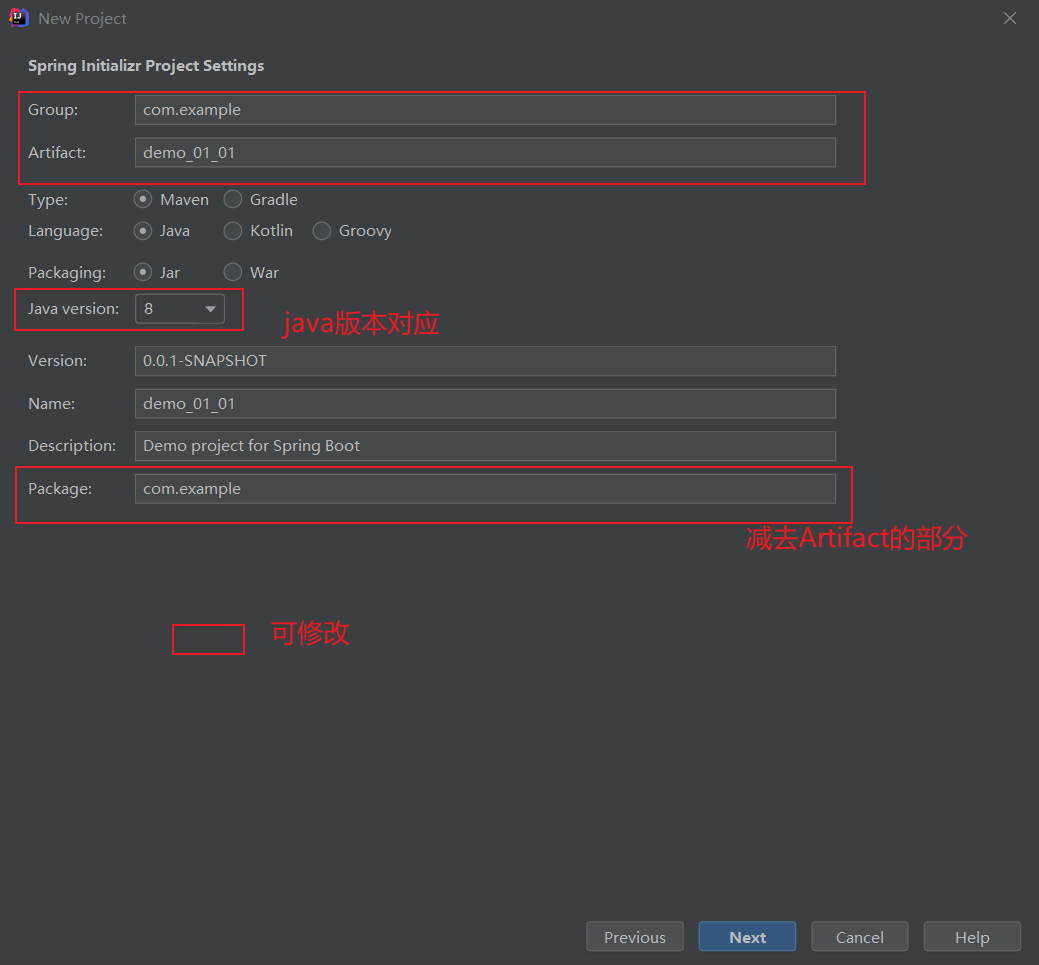 New Project
Spring Initializr Project Settings
Group: com.example
Artifact: demo_01_01
Type: Maven Gradle
Language: Java Kotlin Groovy
Packaging: Jar War
Java version: 8
java版本对应
Version: 0.0.1-SNAPSHOT
Name: demo_01_01
Description: Demo project for Spring Boot
Package: com.example
减去Artifact的部分
可修改
Previous Next Cancel Help